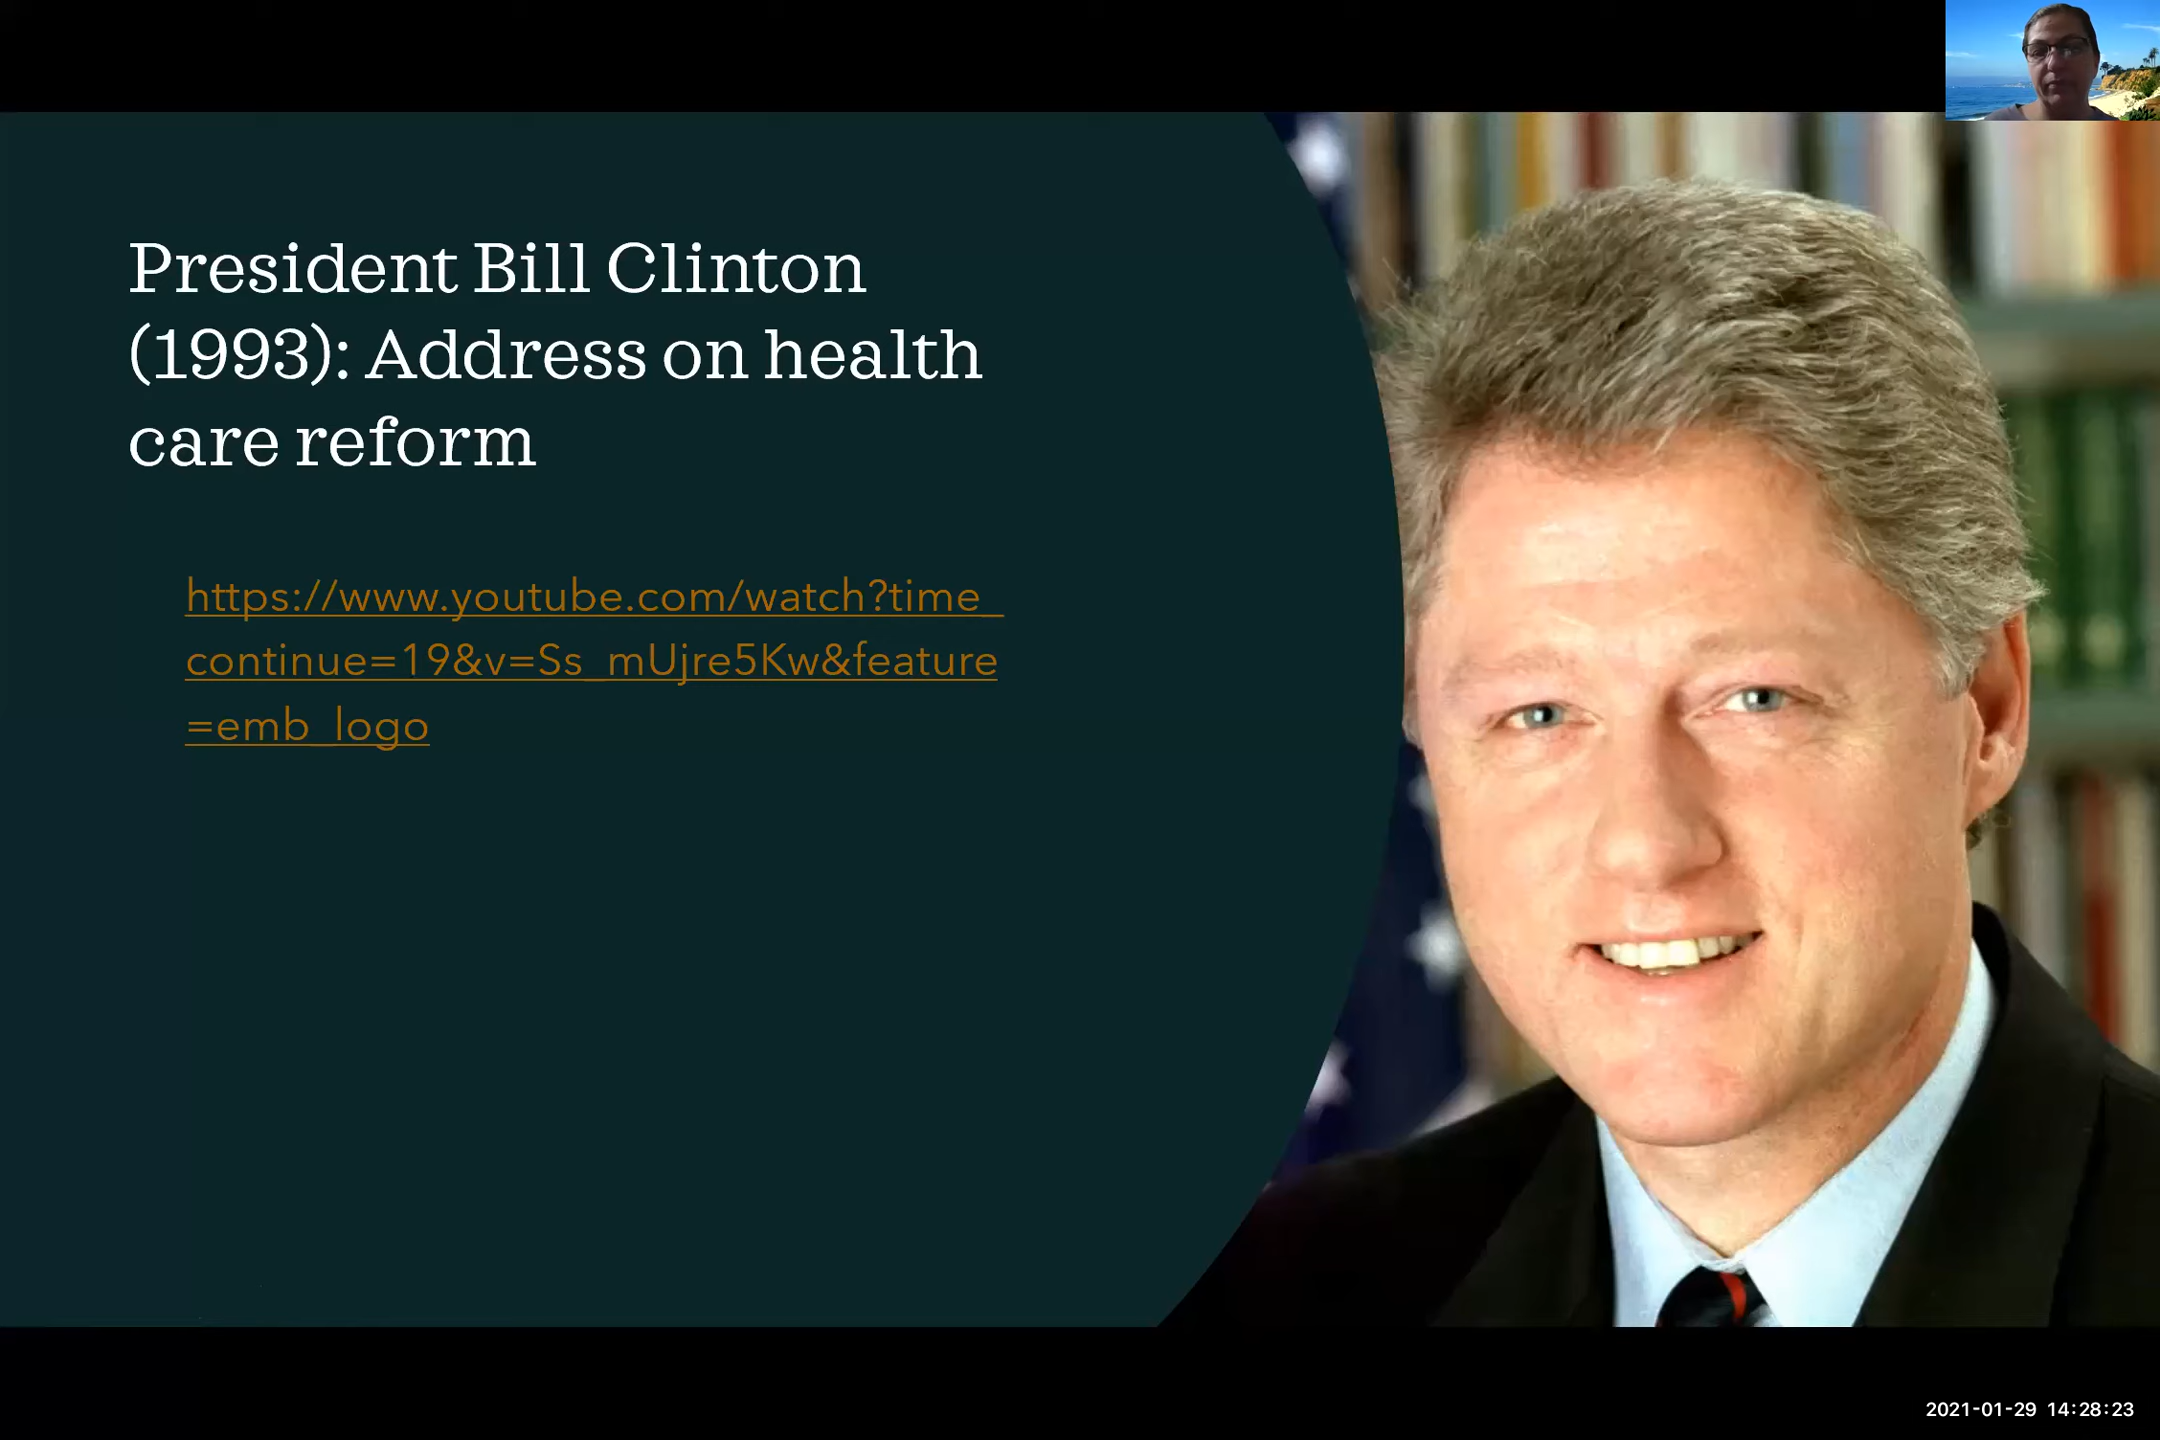 President Bill Clinton
(1993): Address on health
care reform
https://www.youtube.com/watch?time_
continue=19&v=Ss_mUjre5Kw&feature
=emb_logo
2021-01-29 14:28:23